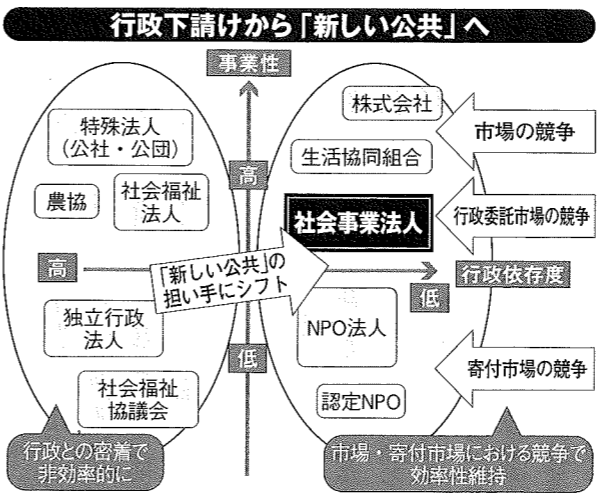 行政下請けから「新しい公共」へ
事業性
株式会社
特殊法人
（公社・公団）
市場の競争
生活協同組合
高
農協
社会福祉
法人
社会事業法人
行政委託市場の競争
高
「新しい公共」の
担い手にシフト
低
行政依存度
独立行政
法人
NPO法人
低
寄付市場の競争
社会福祉
協議会
認定NPO
行政との密着で
非効率的に
市場・寄付市場における競争で
効率性維持